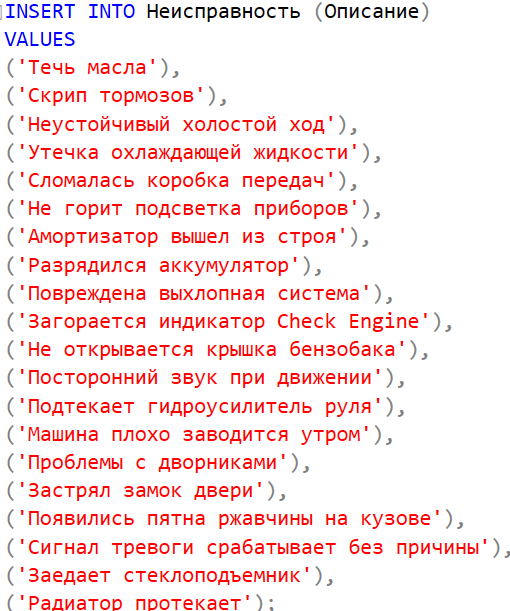 INSERT INTO Неисправность (Описание)
VALUES
('Течь масла'),
('Скрип тормозов'),
('Неустойчивый холостой ход'),
('Утечка охлаждающей жидкости'),
('Сломалась коробка передач'),
('Не горит подсветка приборов'),
('Амортизатор вышел из строя'),
('Разрядился аккумулятор'),
('Повреждена выхлопная система'),
('Загорается индикатор Check Engine'),
('Не открывается крышка бензобака'),
('Посторонний звук при движении'),
('Подтекает гидроусилитель руля'),
('Машина плохо заводится утром'),
('Проблемы с дворниками'),
('Застрял замок двери'),
('Появились пятна ржавчины на кузове'),
('Сигнал тревоги срабатывает без причины'),
('Заедает стеклоподъемник'),
('Радиатор протекает');